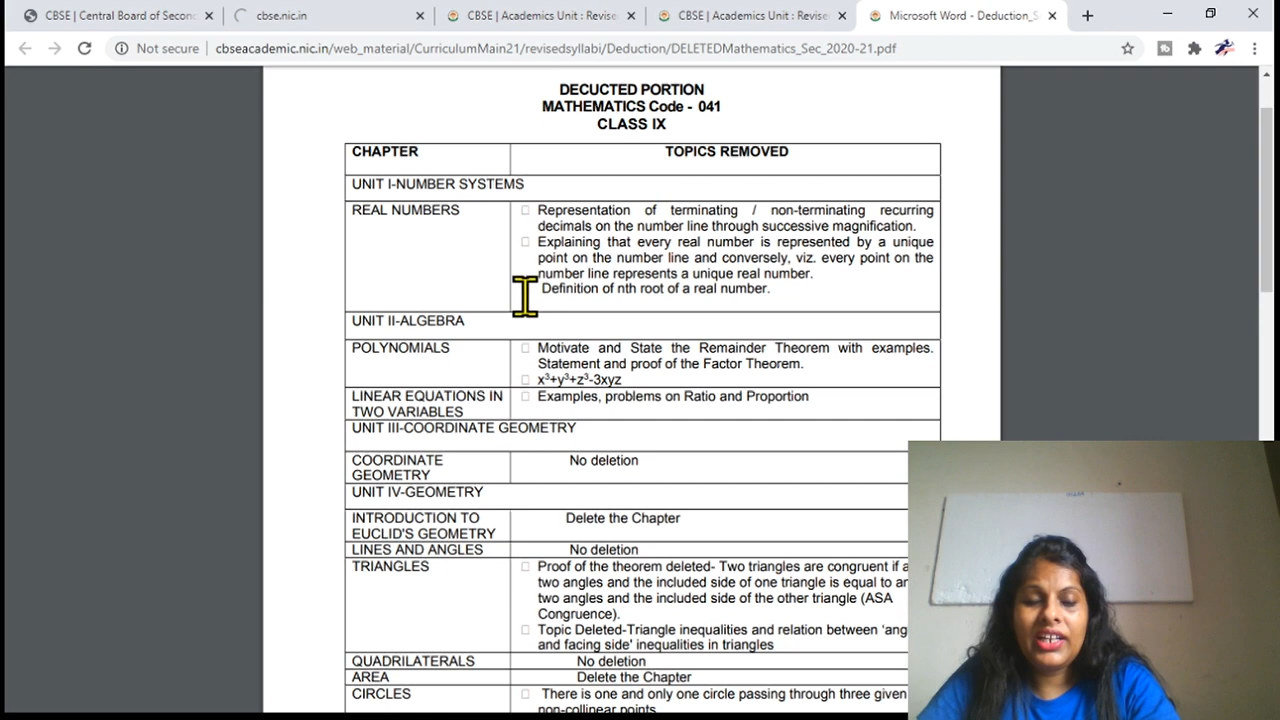 CBSE | Central Board of Secon
cbse.nic.in
CBSE | Academics Unit : Revise
CBSE | Academics Unit : Revise
Microsoft Word - Deduction_S
Not secure
cbseacademic.nic.in/web_material/CurriculumMain21/revisedsyllabi/Deduction/DELETEDMathematics_Sec_2020-21.pdf
DECUCTED PORTION
MATHEMATICS Code - 041
CLASS IX
CHAPTER
TOPICS REMOVED
UNIT I-NUMBER SYSTEMS
REAL NUMBERS
Representation of terminating / non-terminating recurring
decimals on the number line through successive magnification.
Explaining that every real number is represented by a unique
point on the number line and conversely, viz. every point on the
number line represents a unique real number.
Definition of nth root of a real number.
UNIT II-ALGEBRA
POLYNOMIALS
Motivate and State the Remainder Theorem with examples.
Statement and proof of the Factor Theorem.
x³+y³+z³-3xyz
LINEAR EQUATIONS IN
TWO VARIABLES
Examples, problems on Ratio and Proportion
UNIT III-COORDINATE GEOMETRY
COORDINATE
GEOMETRY
No deletion
UNIT IV-GEOMETRY
INTRODUCTION TO
EUCLID'S GEOMETRY
Delete the Chapter
LINES AND ANGLES
No deletion
TRIANGLES
Proof of the theorem deleted- Two triangles are congruent if a
two angles and the included side of one triangle is equal to an
two angles and the included side of the other triangle (ASA
Congruence).
Topic Deleted-Triangle inequalities and relation between ‘ang
and facing side' inequalities in triangles
QUADRILATERALS
No deletion
AREA
Delete the Chapter
CIRCLES
There is one and only one circle passing through three given
non-collinear points.